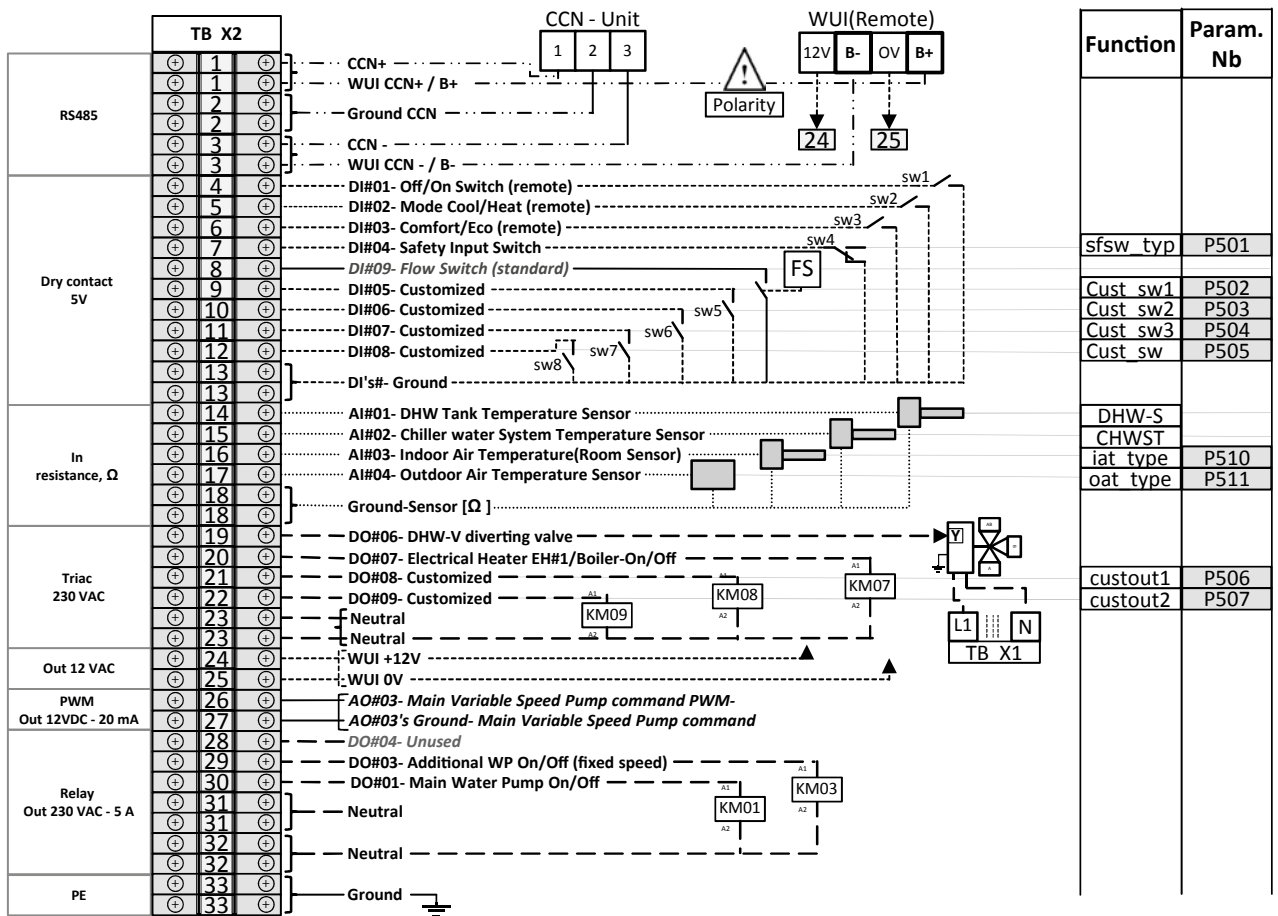 TB X2
CCN - Unit
1 2 3
WUI(Remote)
12V B- OV B+
Function Param. Nb
! Polarity
24 25
RS485
1 CCN+
1 WUI CCN+ / B+
2 Ground CCN
2
3 CCN -
3 WUI CCN - / B-
Dry contact
5V
4 DI#01- Off/On Switch (remote) sw1
5 DI#02- Mode Cool/Heat (remote) sw2
6 DI#03- Comfort/Eco (remote) sw3
7 DI#04- Safety Input Switch sw4 sfsw_typ P501
8 DI#09- Flow Switch (standard) FS
9 DI#05- Customized sw5 Cust_sw1 P502
10 DI#06- Customized sw6 Cust_sw2 P503
11 DI#07- Customized sw7 Cust_sw3 P504
12 DI#08- Customized sw8 Cust_sw P505
13 DI's#- Ground
13
In
resistance, Ω
14 AI#01- DHW Tank Temperature Sensor DHW-S
15 AI#02- Chiller water System Temperature Sensor CHWST
16 AI#03- Indoor Air Temperature(Room Sensor) iat_type P510
17 AI#04- Outdoor Air Temperature Sensor oat_type P511
18 Ground-Sensor [Ω ]
18
Triac
230 VAC
19 DO#06- DHW-V diverting valve Y AB B A
20 DO#07- Electrical Heater EH#1/Boiler-On/Off A1 KM07 A2
21 DO#08- Customized A1 KM08 A2 custout1 P506
22 DO#09- Customized A1 KM09 A2 custout2 P507
23 Neutral
23 Neutral
L1 N
TB X1
Out 12 VAC
24 WUI +12V
25 WUI 0V
PWM
Out 12VDC - 20 mA
26 AO#03- Main Variable Speed Pump command PWM-
27 AO#03's Ground- Main Variable Speed Pump command
Relay
Out 230 VAC - 5 A
28 DO#04- Unused
29 DO#03- Additional WP On/Off (fixed speed) A1 KM03 A2
30 DO#01- Main Water Pump On/Off A1 KM01 A2
31 Neutral
31
32 Neutral
32
PE
33 Ground
33